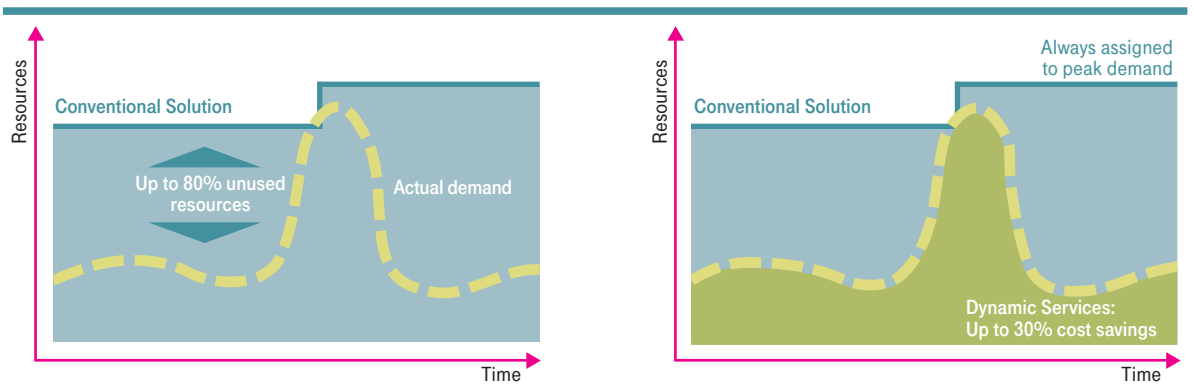 Resources
Conventional Solution
Up to 80% unused
resources
Actual demand
Time
Resources
Always assigned
to peak demand
Conventional Solution
Dynamic Services:
Up to 30% cost savings
Time